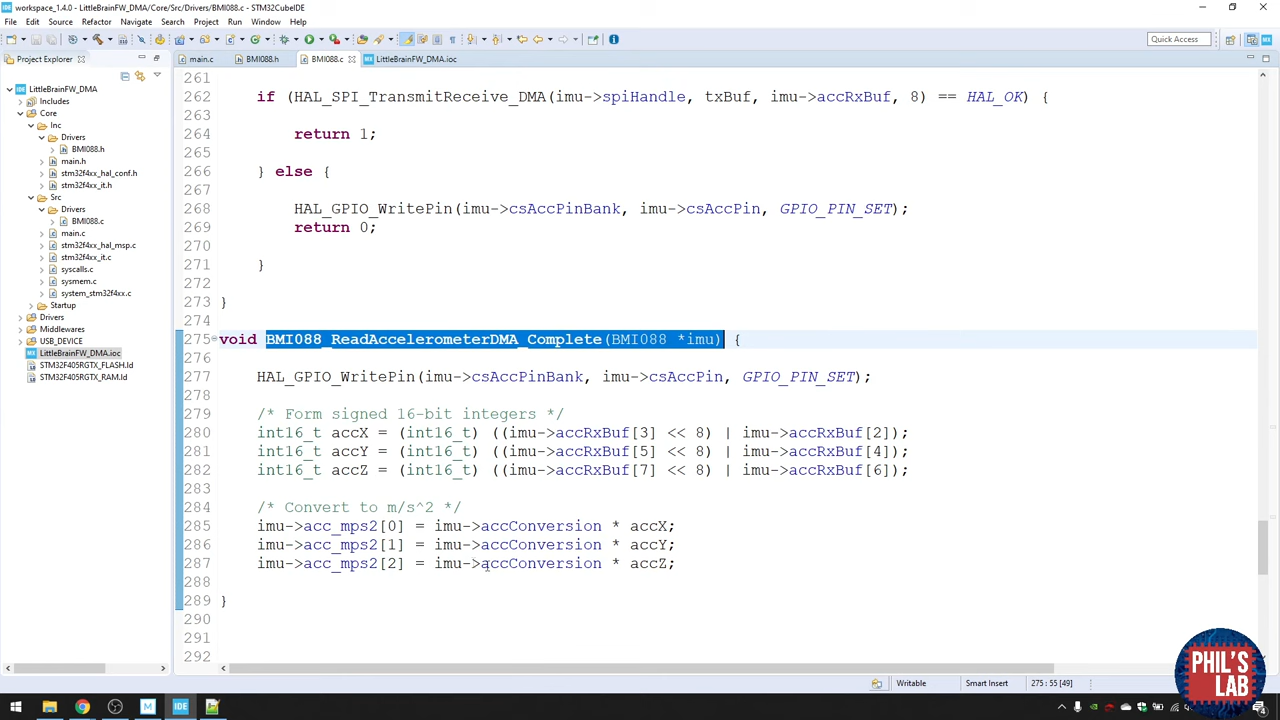 workspace_1.4.0 - LittleBrainFW_DMA/Core/Src/Drivers/BMI088.c - STM32CubeIDE
File Edit Source Refactor Navigate Search Project Run Window Help
Quick Access
Project Explorer
main.c BMI088.h BMI088.c LittleBrainFW_DMA.ioc
LittleBrainFW_DMA
Includes
Core
Inc
Drivers
BMI088.h
main.h
stm32f4xx_hal_conf.h
stm32f4xx_it.h
Src
Drivers
BMI088.c
main.c
stm32f4xx_hal_msp.c
stm32f4xx_it.c
syscalls.c
sysmem.c
system_stm32f4xx.c
Startup
Drivers
Middlewares
USB_DEVICE
LittleBrainFW_DMA.ioc
STM32F405RGTX_FLASH.ld
STM32F405RGTX_RAM.ld
261
262 if (HAL_SPI_TransmitReceive_DMA(imu->spiHandle, txBuf, imu->accRxBuf, 8) == HAL_OK) {
263
264 return 1;
265
266 } else {
267
268 HAL_GPIO_WritePin(imu->csAccPinBank, imu->csAccPin, GPIO_PIN_SET);
269 return 0;
270
271 }
272
273 }
274
275 void BMI088_ReadAccelerometerDMA_Complete(BMI088 *imu) {
276
277 HAL_GPIO_WritePin(imu->csAccPinBank, imu->csAccPin, GPIO_PIN_SET);
278
279 /* Form signed 16-bit integers */
280 int16_t accX = (int16_t) ((imu->accRxBuf[3] << 8) | imu->accRxBuf[2]);
281 int16_t accY = (int16_t) ((imu->accRxBuf[5] << 8) | imu->accRxBuf[4]);
282 int16_t accZ = (int16_t) ((imu->accRxBuf[7] << 8) | imu->accRxBuf[6]);
283
284 /* Convert to m/s^2 */
285 imu->acc_mps2[0] = imu->accConversion * accX;
286 imu->acc_mps2[1] = imu->accConversion * accY;
287 imu->acc_mps2[2] = imu->accConversion * accZ;
288
289 }
290
291
292
Writable Smart Insert 275 : 55 [49]
PHIL'S
LAB